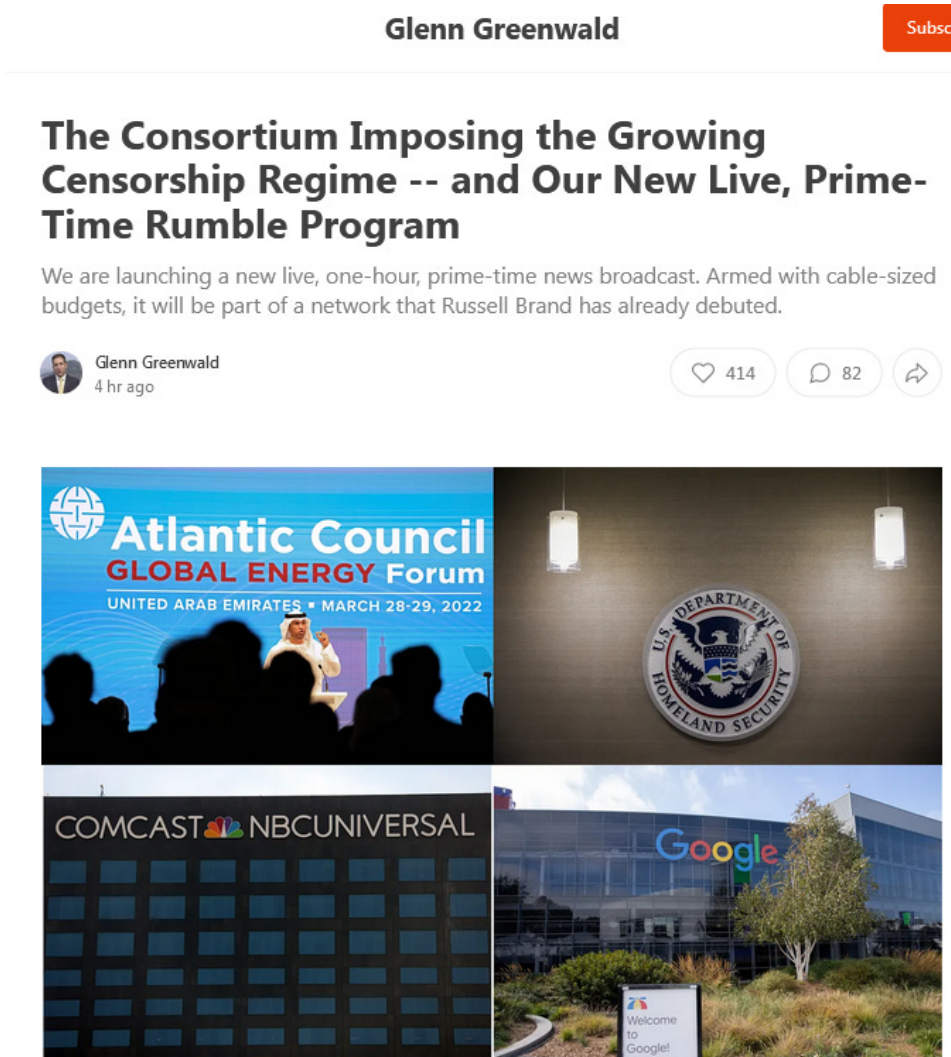 Glenn Greenwald
Subsc
The Consortium Imposing the Growing
Censorship Regime -- and Our New Live, Prime-
Time Rumble Program
We are launching a new live, one-hour, prime-time news broadcast. Armed with cable-sized
budgets, it will be part of a network that Russell Brand has already debuted.
Glenn Greenwald
4 hr ago
414
82
Atlantic Council
GLOBAL ENERGY Forum
UNITED ARAB EMIRATES ▪ MARCH 28-29, 2022
U.S. DEPARTMENT OF
HOMELAND SECURITY
COMCAST NBCUNIVERSAL
Google
Welcome
to
Google!